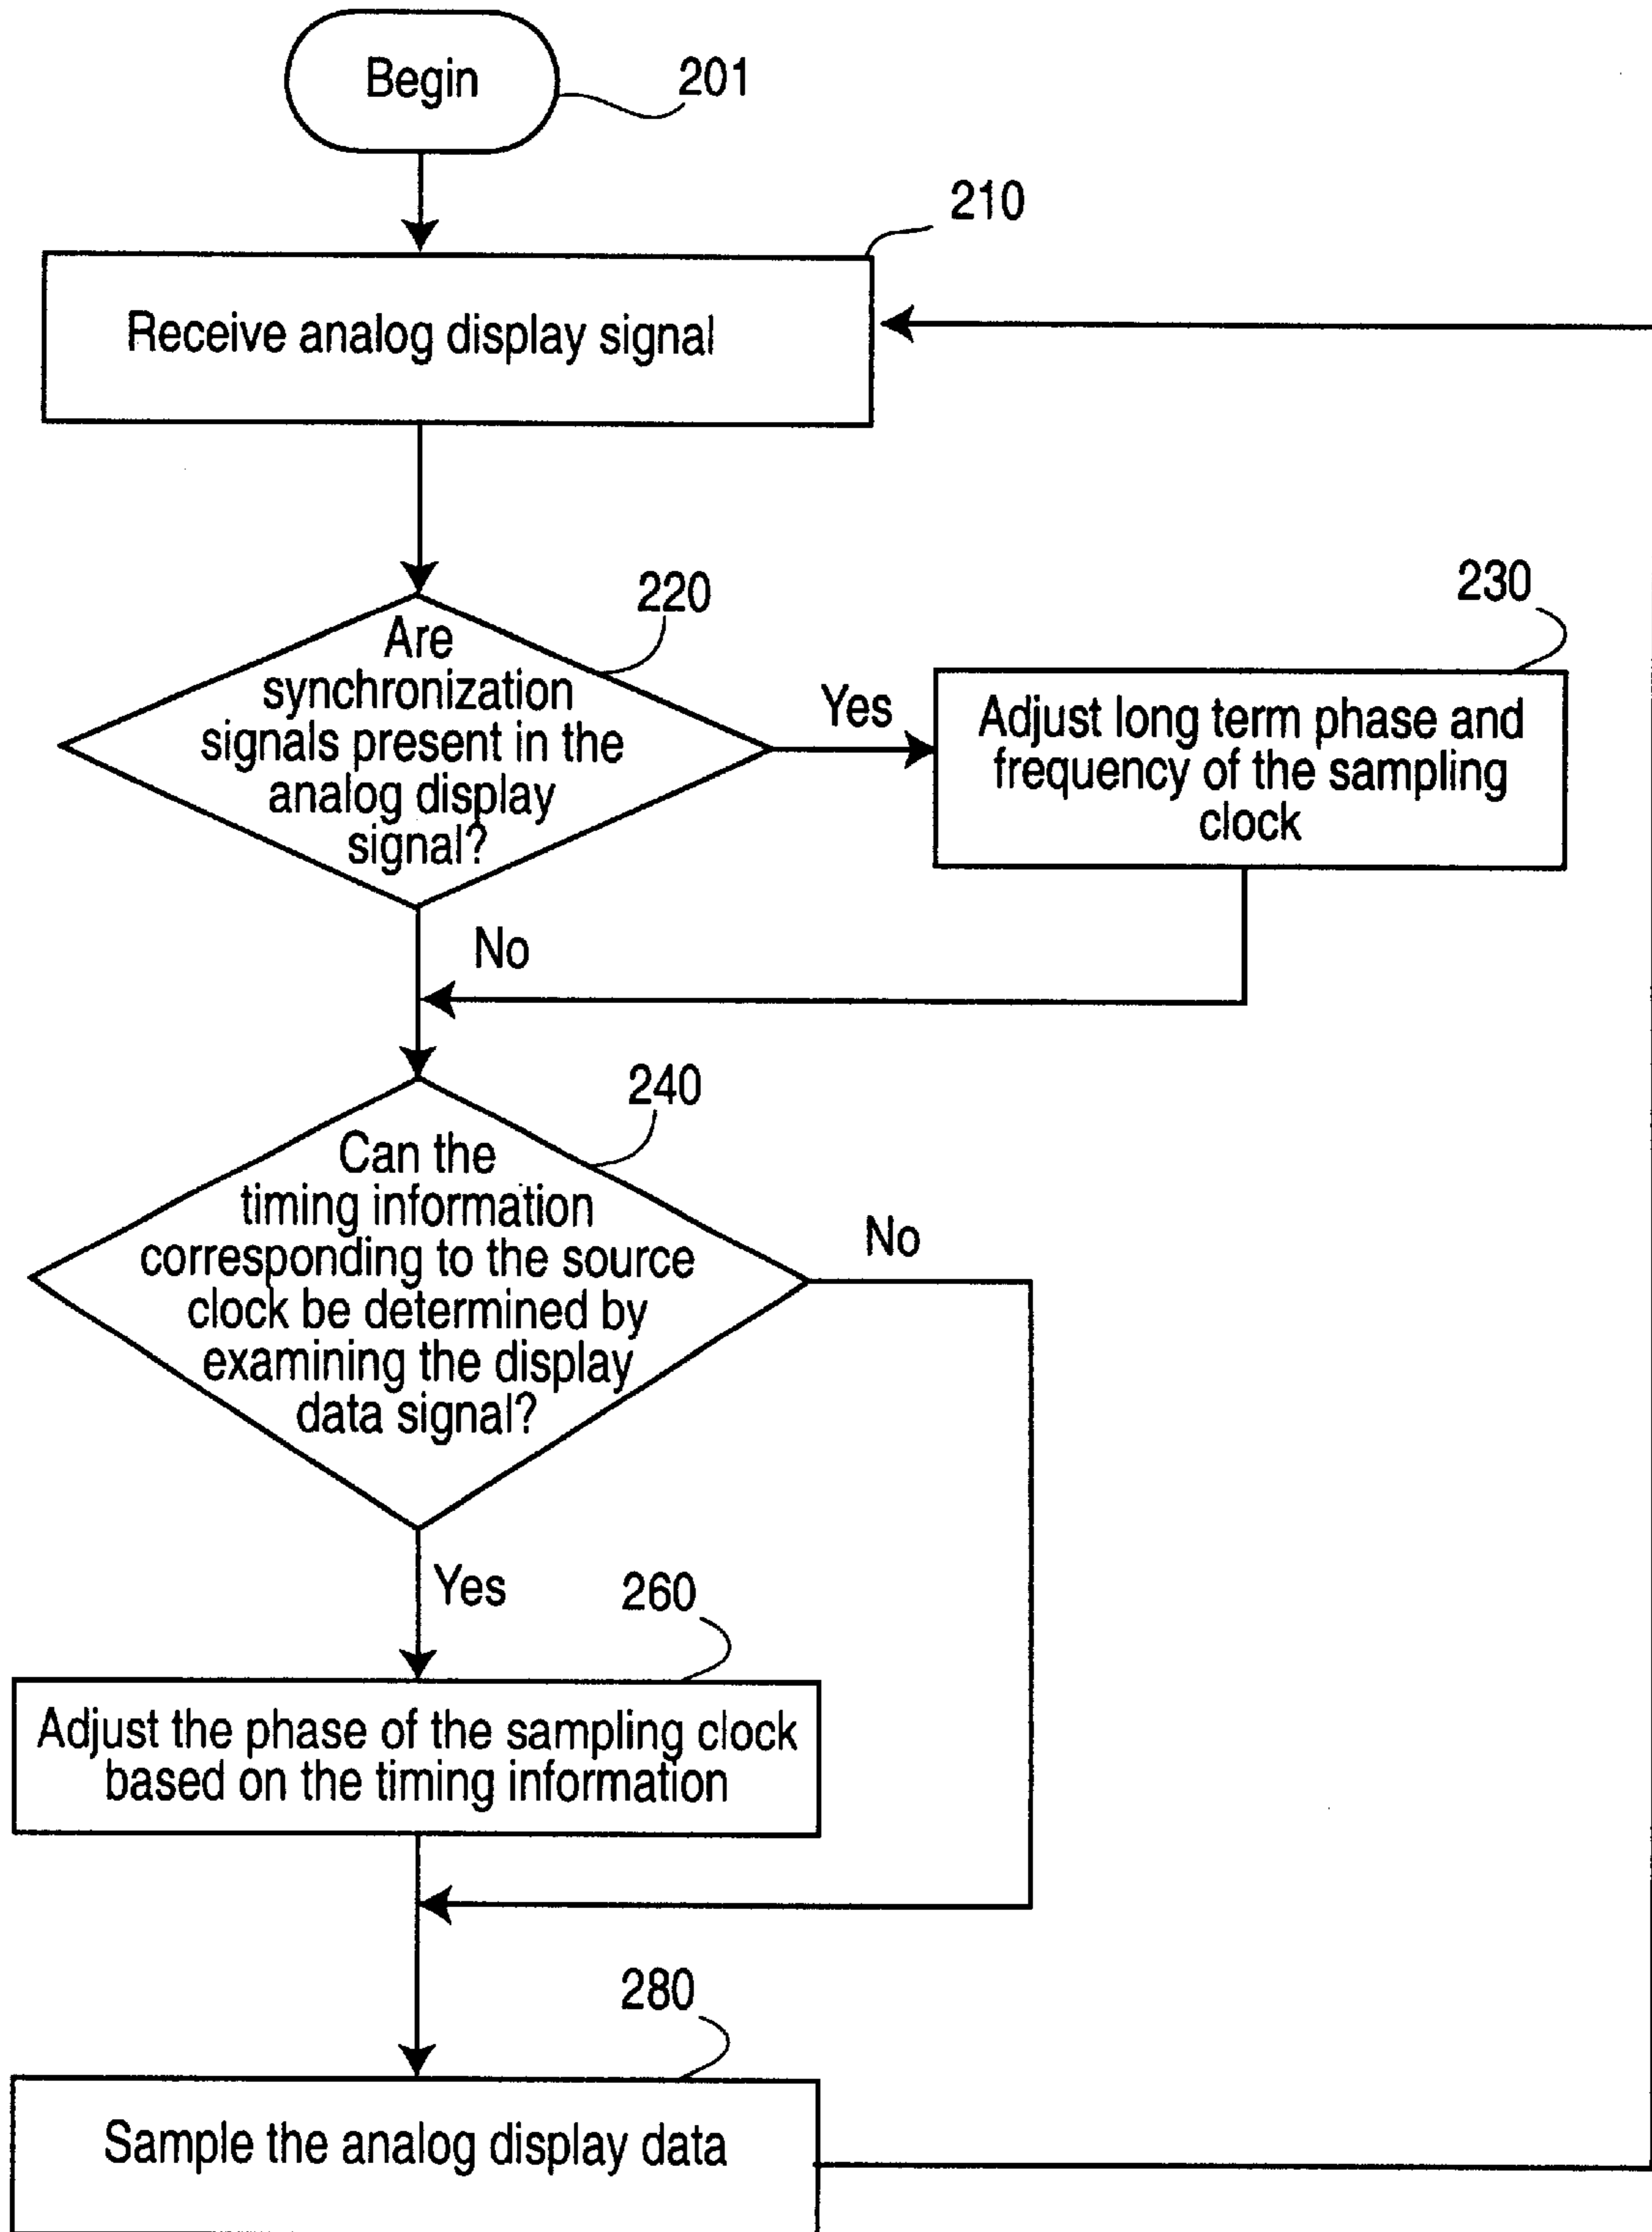 Begin
201
210
Receive analog display signal
220
Are
synchronization
signals present in the
analog display
signal?
Yes
230
Adjust long term phase and
frequency of the sampling
clock
No
240
Can the
timing information
corresponding to the source
clock be determined by
examining the display
data signal?
No
Yes
260
Adjust the phase of the sampling clock
based on the timing information
280
Sample the analog display data